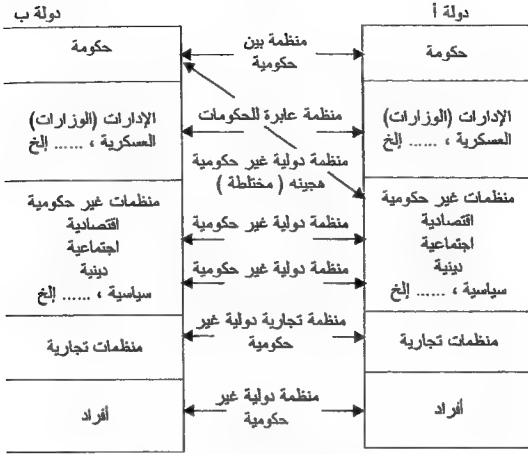 دولة أ
دولة ب
حكومة
منظمة بين
حكومية
حكومة
الإدارات (الوزارات)
العسكرية ، ...... إلخ
منظمة عابرة للحكومات
الإدارات (الوزارات)
العسكرية ، ...... إلخ
منظمة دولية غير حكومية
هجينه ( مختلطة )
منظمات غير حكومية
اقتصادية
اجتماعية
دينية
سياسية ، ...... إلخ
منظمة دولية غير حكومية
منظمة دولية غير حكومية
منظمات غير حكومية
اقتصادية
اجتماعية
دينية
سياسية ، ...... إلخ
منظمات تجارية
منظمة تجارية دولية غير
حكومية
منظمات تجارية
أفراد
منظمة دولية غير
حكومية
أفراد